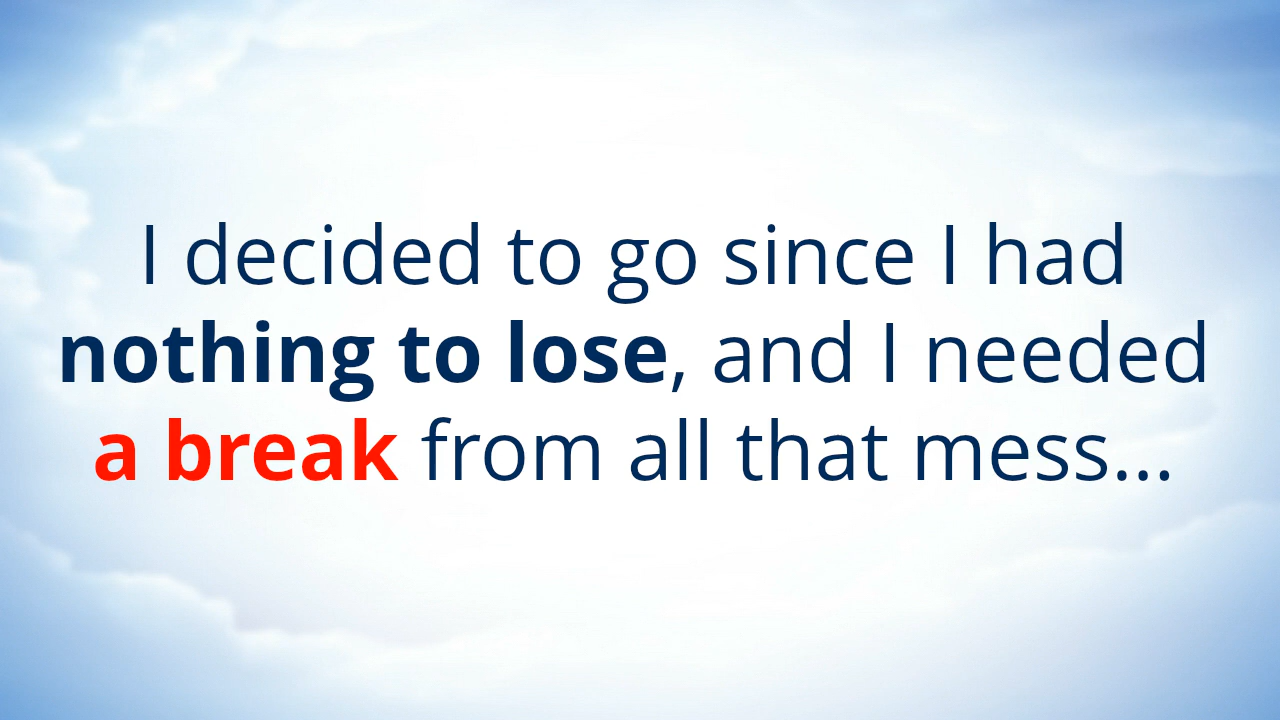 I decided to go since I had
nothing to lose, and I needed
a break from all that mess...